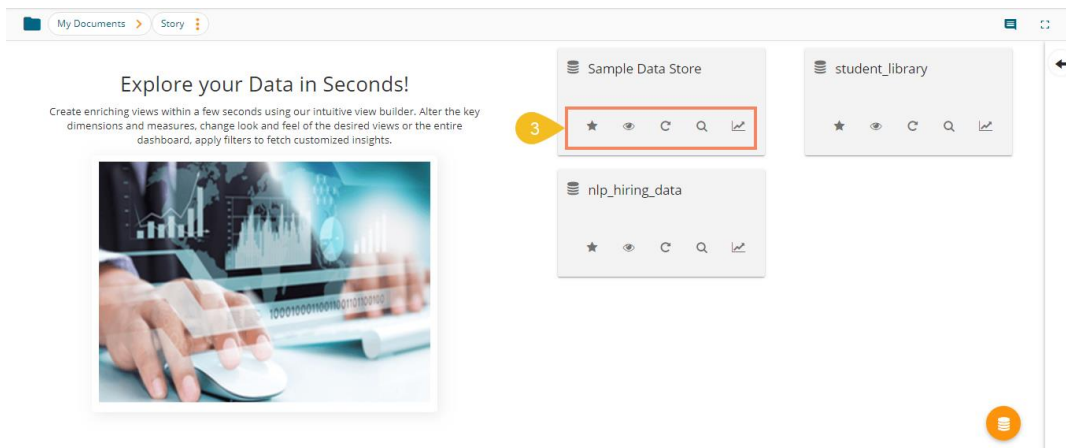 My Documents
Story
Explore your Data in Seconds!
Create enriching views within a few seconds using our intuitive view builder. Alter the key
dimensions and measures, change look and feel of the desired views or the entire
dashboard, apply filters to fetch customized insights.
Sample Data Store
student_library
3
nlp_hiring_data